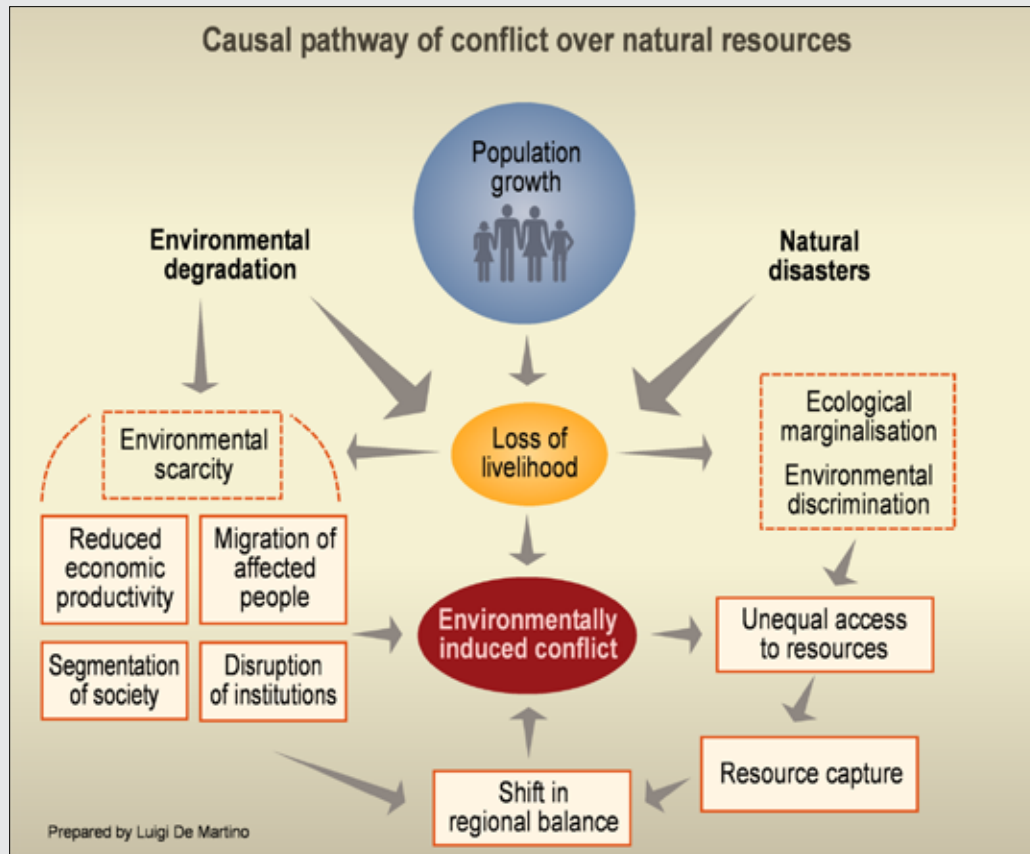 Causal pathway of conflict over natural resources
Population
growth
Environmental
degradation
Natural
disasters
Environmental
scarcity
Loss of
livelihood
Ecological
marginalisation
Environmental
discrimination
Reduced
economic
productivity
Migration of
affected
people
Segmentation
of society
Disruption
of institutions
Environmentally
induced conflict
Unequal access
to resources
Resource capture
Shift in
regional balance
Prepared by Luigi De Martino